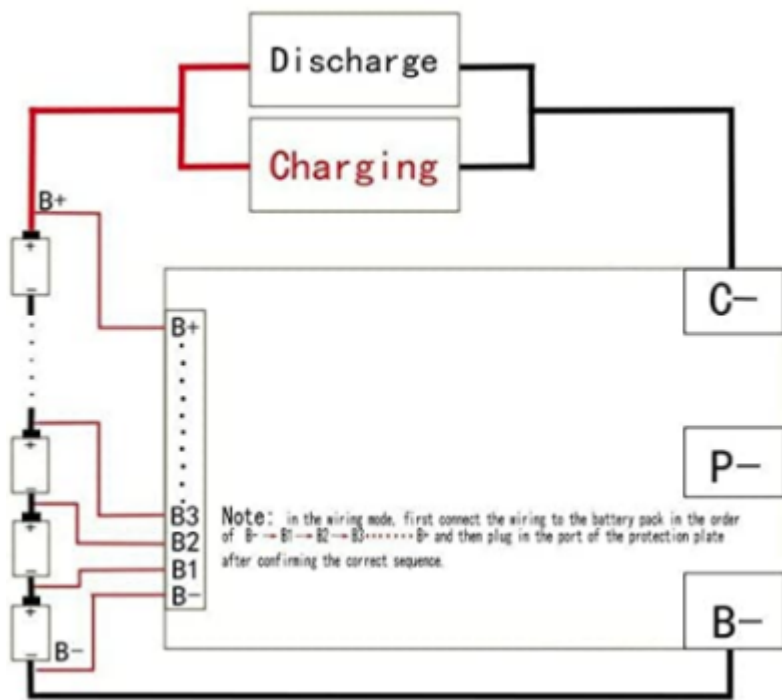 Discharge
Charging
B+
+
-
C-
B+
+
-
P-
B3
Note: in the wiring mode, first connect the wiring to the battery pack in the order
of B- → B1 → B2 → B3 ······· B+ and then plug in the port of the protection plate
after confirming the correct sequence.
B2
+
-
B1
B-
+
-
B-
B-